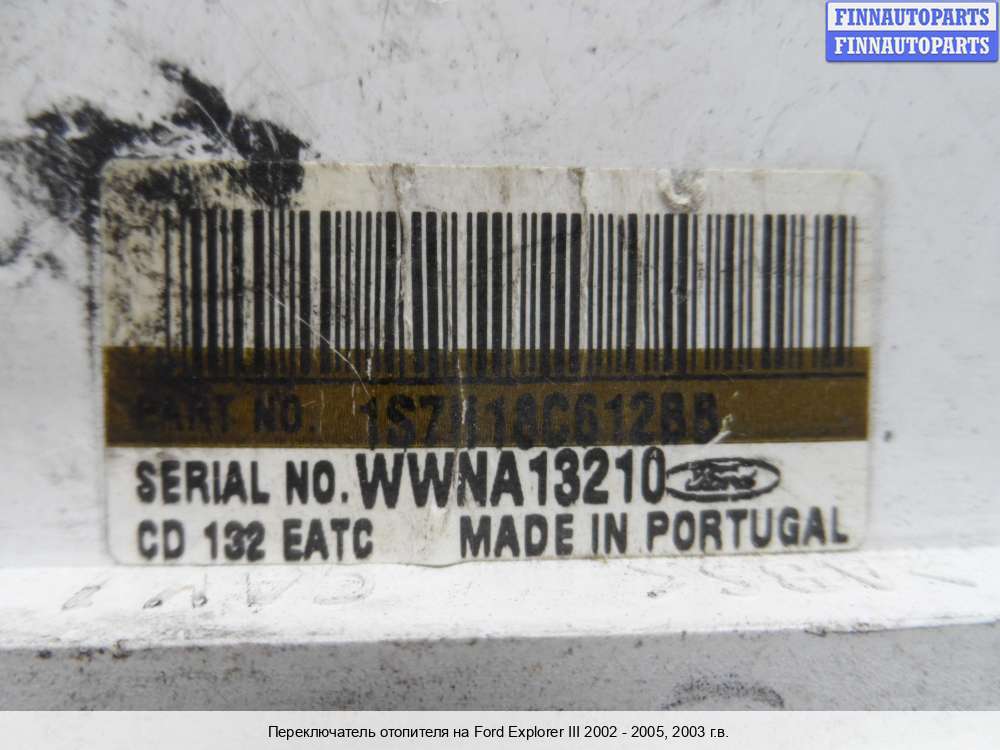 FINNAUTOPARTS
FINNAUTOPARTS
PART NO. 1S7H18C612BB
SERIAL NO. WWNA13210 Ford
CD 132 EATC MADE IN PORTUGAL
Переключатель отопителя на Ford Explorer III 2002 - 2005, 2003 г.в.